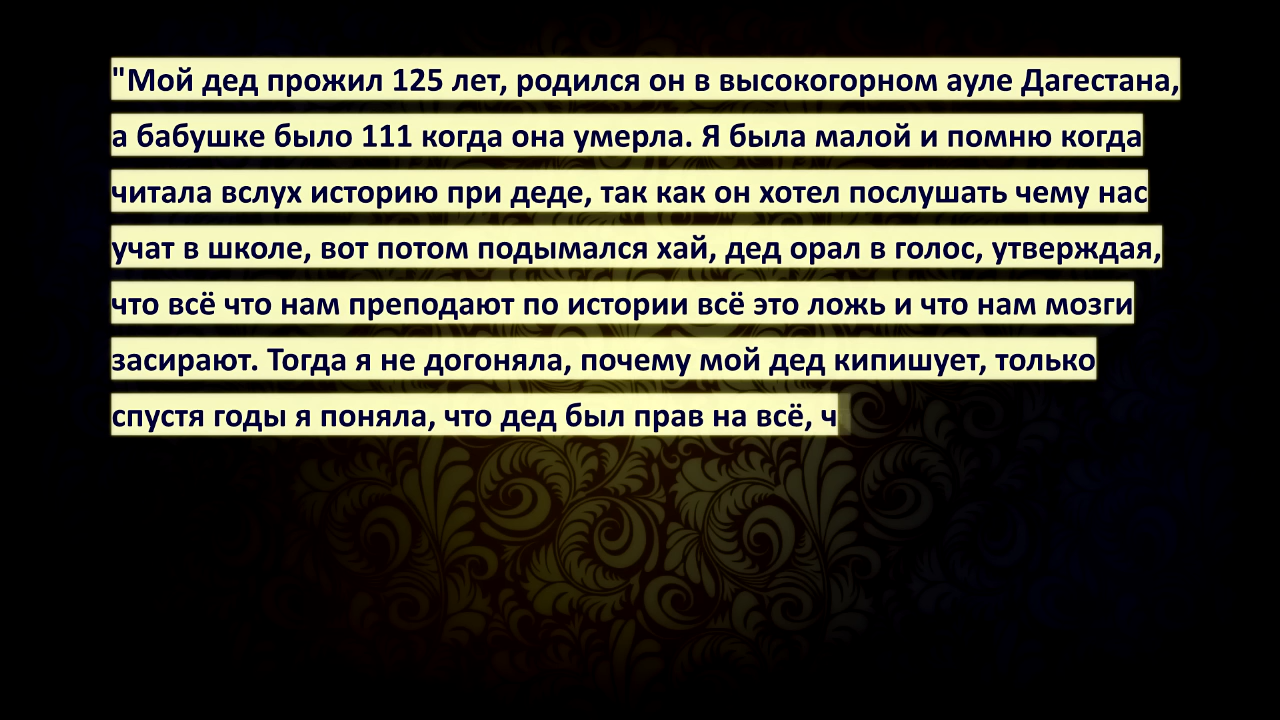 "Мой дед прожил 125 лет, родился он в высокогорном ауле Дагестана,
а бабушке было 111 когда она умерла. Я была малой и помню когда
читала вслух историю при деде, так как он хотел послушать чему нас
учат в школе, вот потом подымался хай, дед орал в голос, утверждая,
что всё что нам преподают по истории всё это ложь и что нам мозги
засирают. Тогда я не догоняла, почему мой дед кипишует, только
спустя годы я поняла, что дед был прав на всё, ч